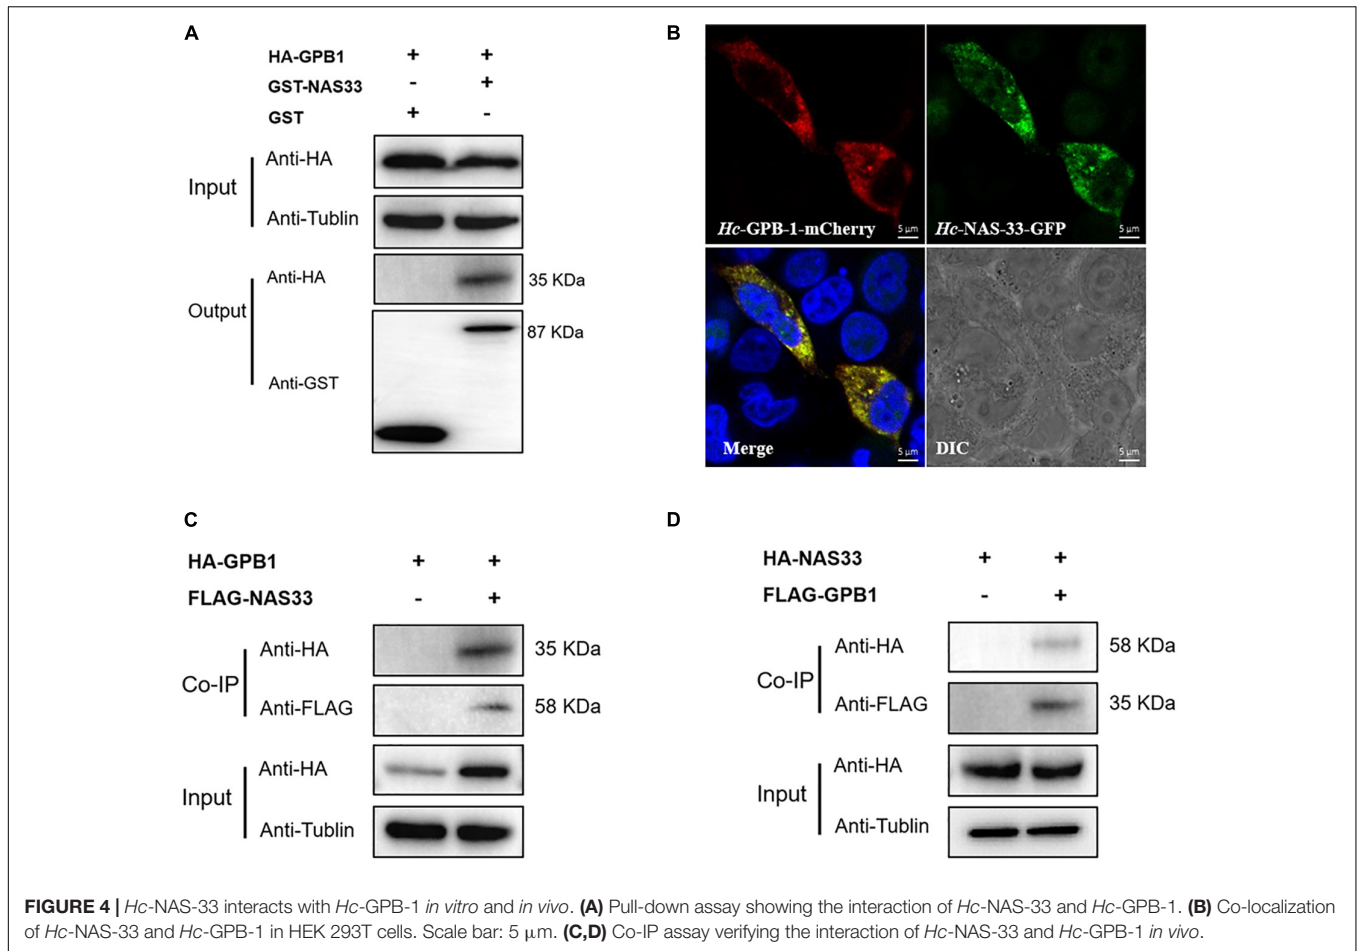 A
HA-GPB1 + +
GST-NAS33 - +
GST + -
Input
Anti-HA
Anti-Tublin
Output
Anti-HA
35 KDa
87 KDa
Anti-GST
B
Hc-GPB-1-mCherry
5 μm
Hc-NAS-33-GFP
5 μm
Merge
5 μm
DIC
5 μm
C
HA-GPB1 + +
FLAG-NAS33 - +
Co-IP
Anti-HA
35 KDa
Anti-FLAG
58 KDa
Input
Anti-HA
Anti-Tublin
D
HA-NAS33 + +
FLAG-GPB1 - +
Co-IP
Anti-HA
58 KDa
Anti-FLAG
35 KDa
Input
Anti-HA
Anti-Tublin
FIGURE 4 | Hc-NAS-33 interacts with Hc-GPB-1 in vitro and in vivo. (A) Pull-down assay showing the interaction of Hc-NAS-33 and Hc-GPB-1. (B) Co-localization
of Hc-NAS-33 and Hc-GPB-1 in HEK 293T cells. Scale bar: 5 μm. (C,D) Co-IP assay verifying the interaction of Hc-NAS-33 and Hc-GPB-1 in vivo.